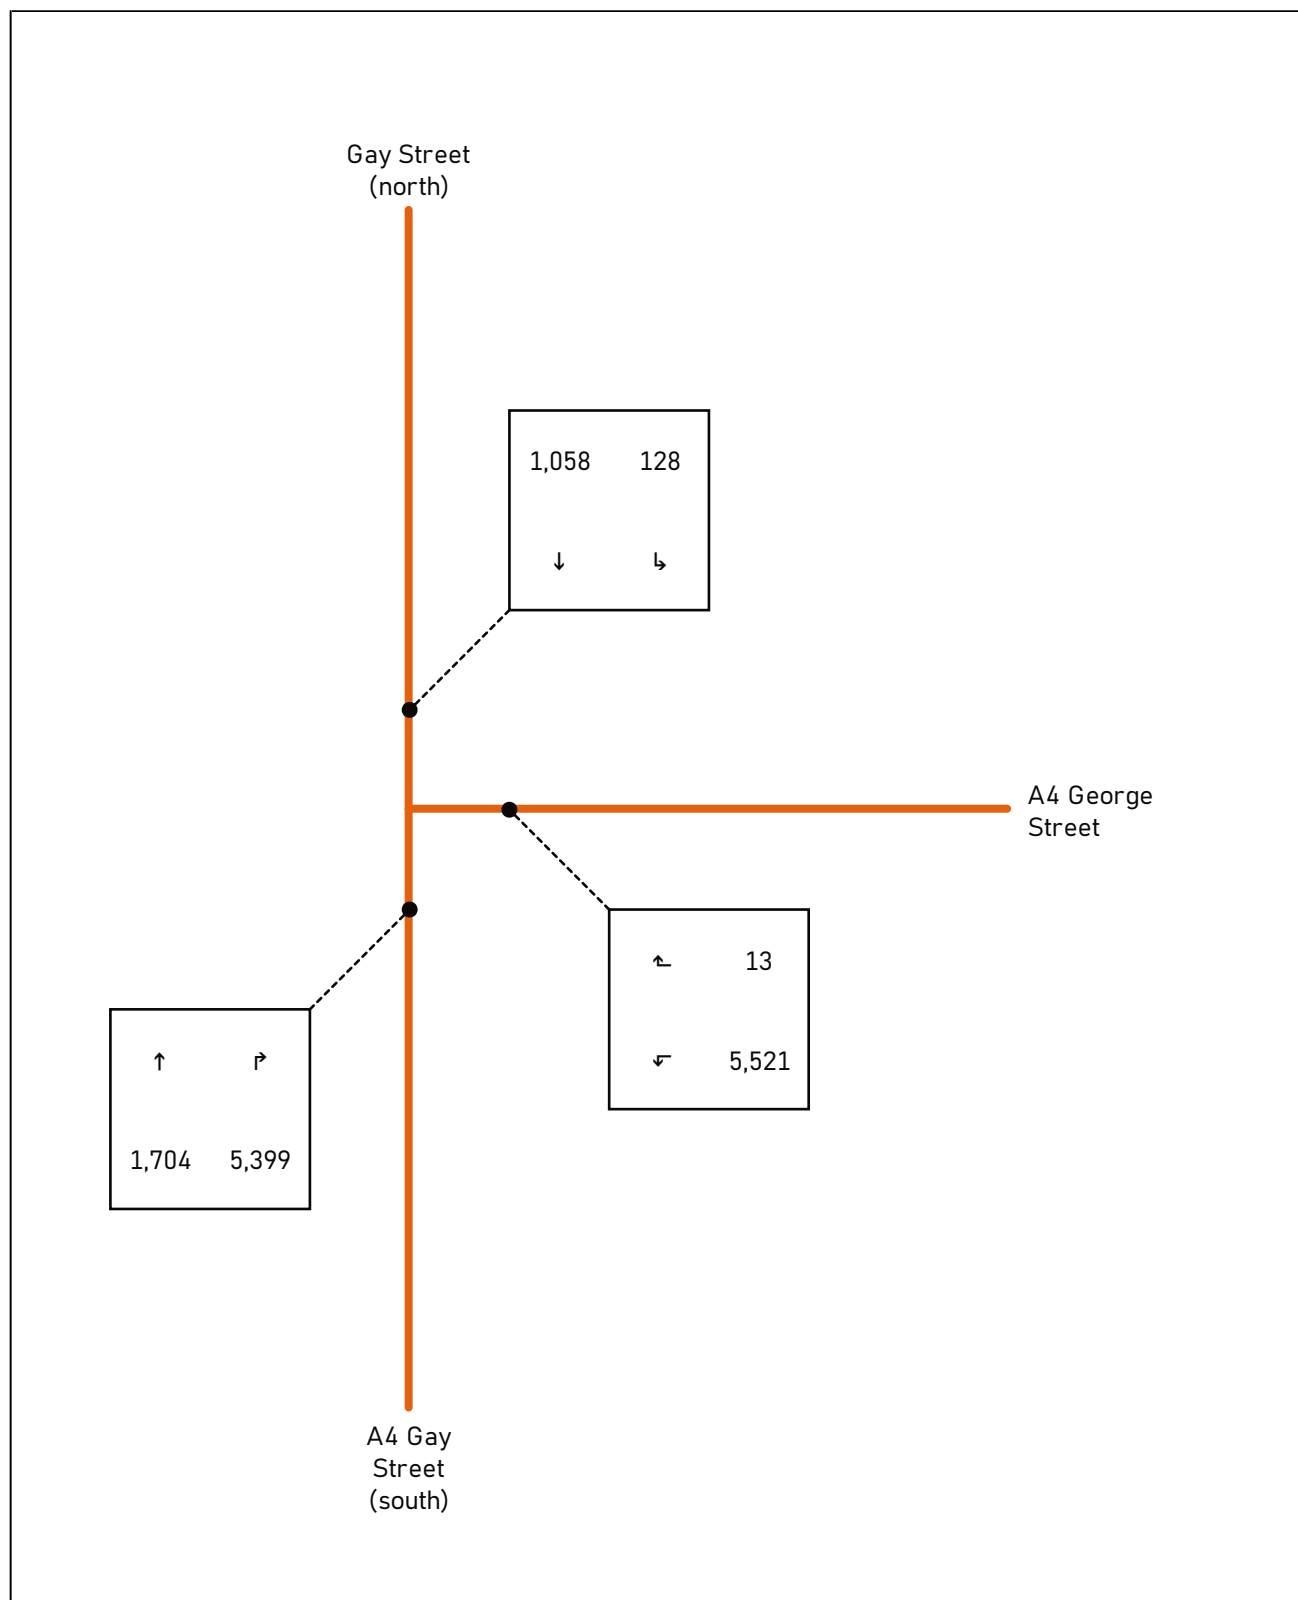 Gay Street
(north)
1,058 128
↓ ↳
A4 George
Street
⬑ 13
⬐ 5,521
↑ ↱
1,704 5,399
A4 Gay
Street
(south)